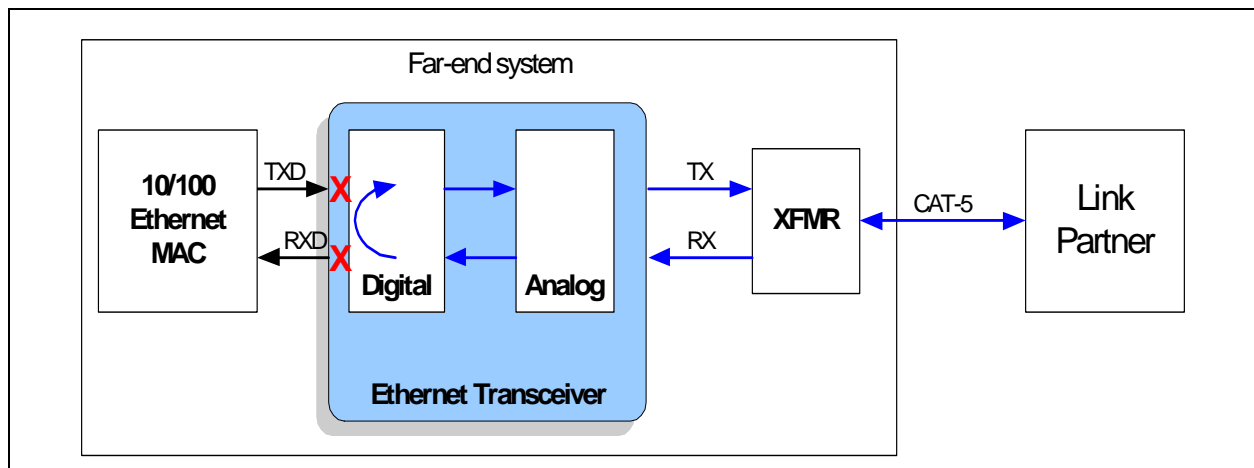 Far-end system
10/100
Ethernet
MAC
TXD
RXD
X
X
Digital
Analog
Ethernet Transceiver
TX
RX
XFMR
CAT-5
Link
Partner